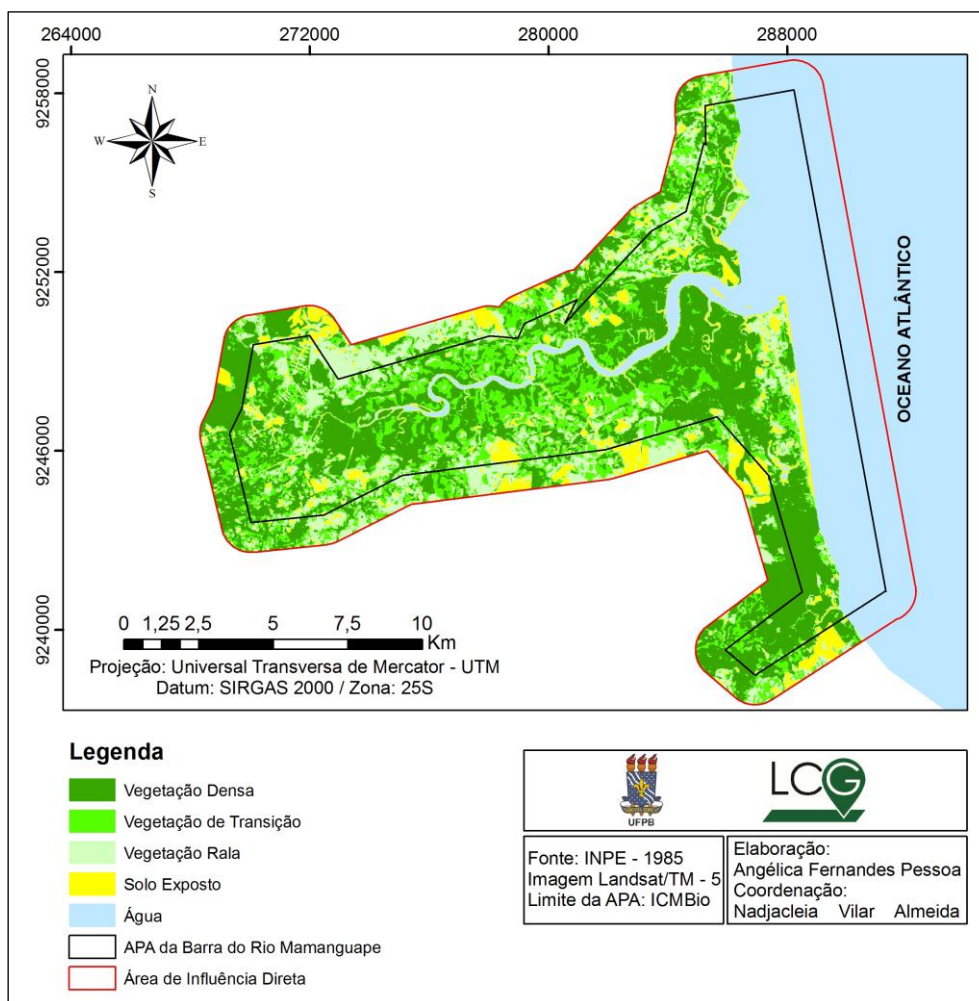 264000 272000 280000 288000
9258000
9252000
9246000
9240000
N
W E
S
OCEANO ATLÂNTICO
0 1,25 2,5 5 7,5 10
Km
Projeção: Universal Transversa de Mercator - UTM
Datum: SIRGAS 2000 / Zona: 25S
Legenda
Vegetação Densa
Vegetação de Transição
Vegetação Rala
Solo Exposto
Água
APA da Barra do Rio Mamanguape
Área de Influência Direta
UFPB
LCG
Fonte: INPE - 1985
Imagem Landsat/TM - 5
Limite da APA: ICMBio
Elaboração:
Angélica Fernandes Pessoa
Coordenação:
Nadjacleia Vilar Almeida